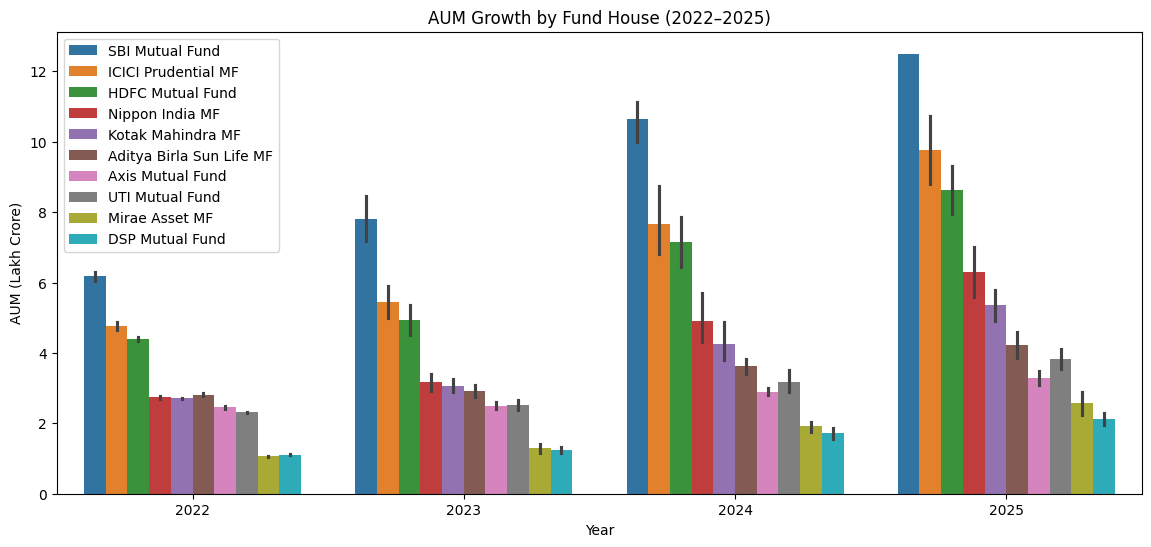 AUM Growth by Fund House (2022–2025)
SBI Mutual Fund
ICICI Prudential MF
HDFC Mutual Fund
Nippon India MF
Kotak Mahindra MF
Aditya Birla Sun Life MF
Axis Mutual Fund
UTI Mutual Fund
Mirae Asset MF
DSP Mutual Fund
AUM (Lakh Crore)
12
10
8
6
4
2
0
2022 2023 2024 2025
Year